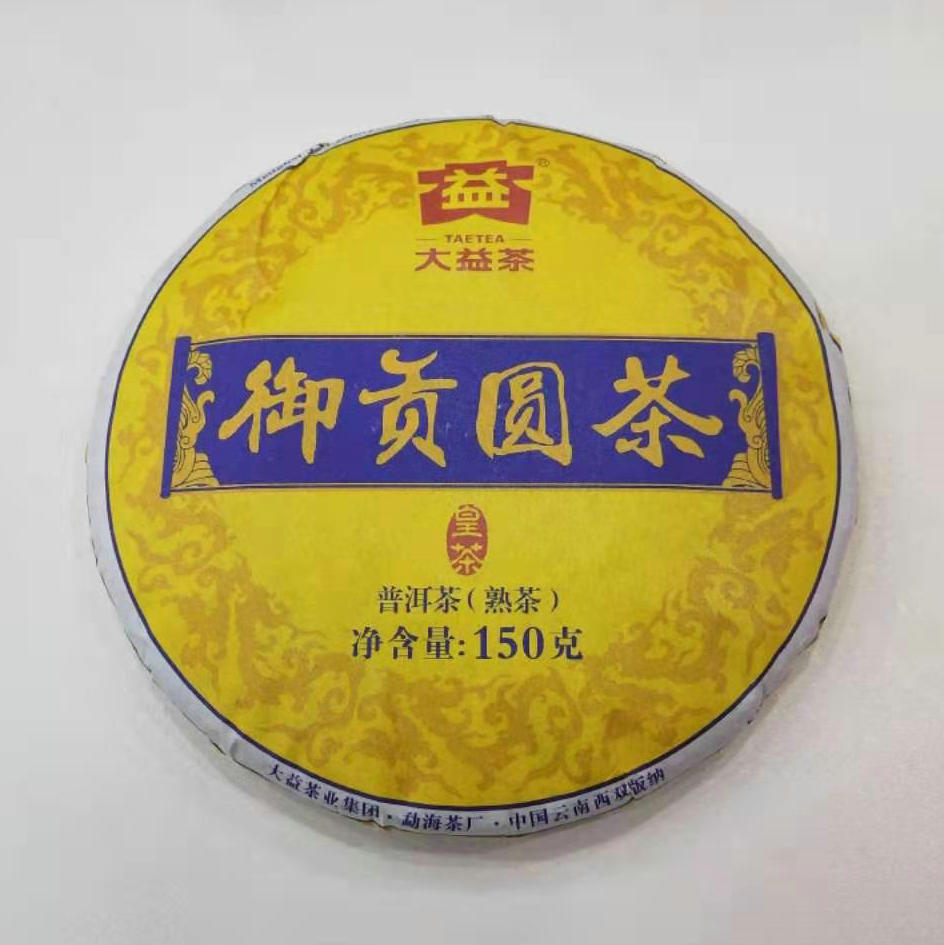 益®
TAETEA
大益茶
御贡圆茶
皇茶
普洱茶(熟茶)
净含量:150克
大益茶业集团·勐海茶厂·中国云南西双版纳